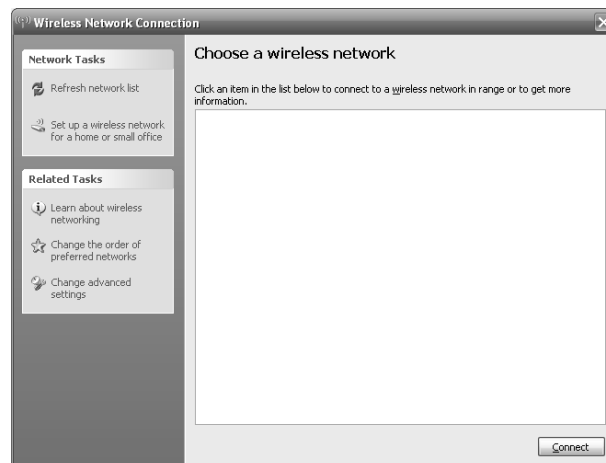 Wireless Network Connection
Network Tasks
Refresh network list
Set up a wireless network
for a home or small office
Related Tasks
Learn about wireless
networking
Change the order of
preferred networks
Change advanced
settings
Choose a wireless network
Click an item in the list below to connect to a wireless network in range or to get more
information.
Connect